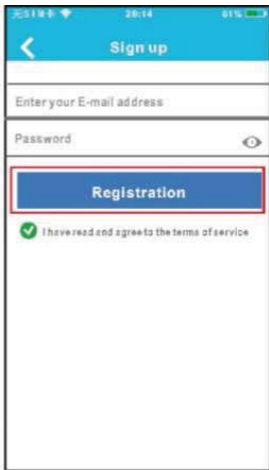 20:14
61%
Sign up
Enter your E-mail address
Password
Registration
I have read and agree to the terms of service